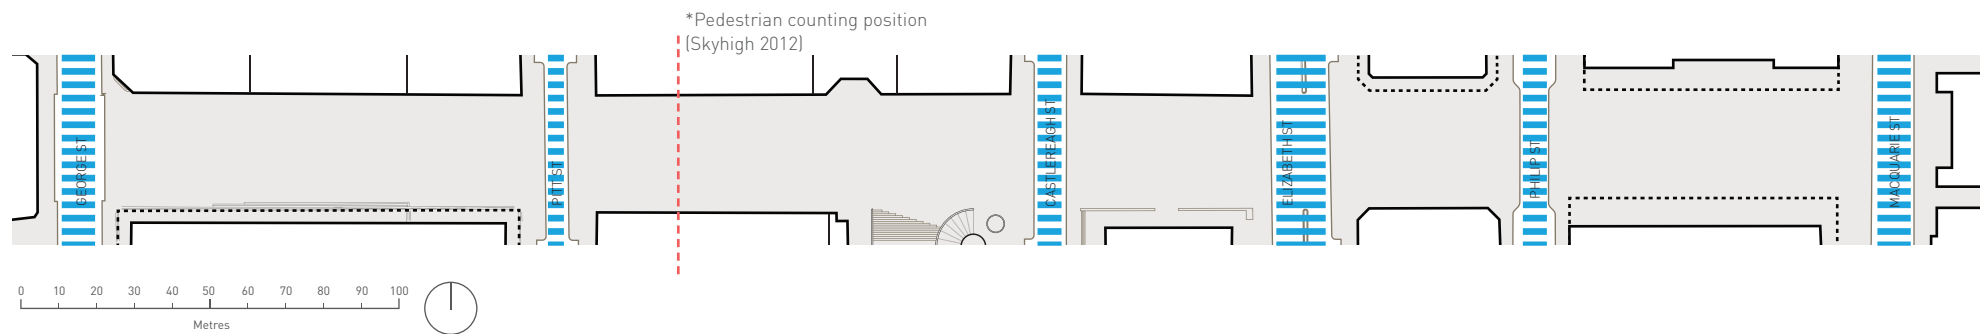 *Pedestrian counting position
(Skyhigh 2012)
GEORGE ST
PITT ST
CASTLEREAGH ST
ELIZABETH ST
PHILIP ST
MACQUARIE ST
0 10 20 30 40 50 60 70 80 90 100
Metres